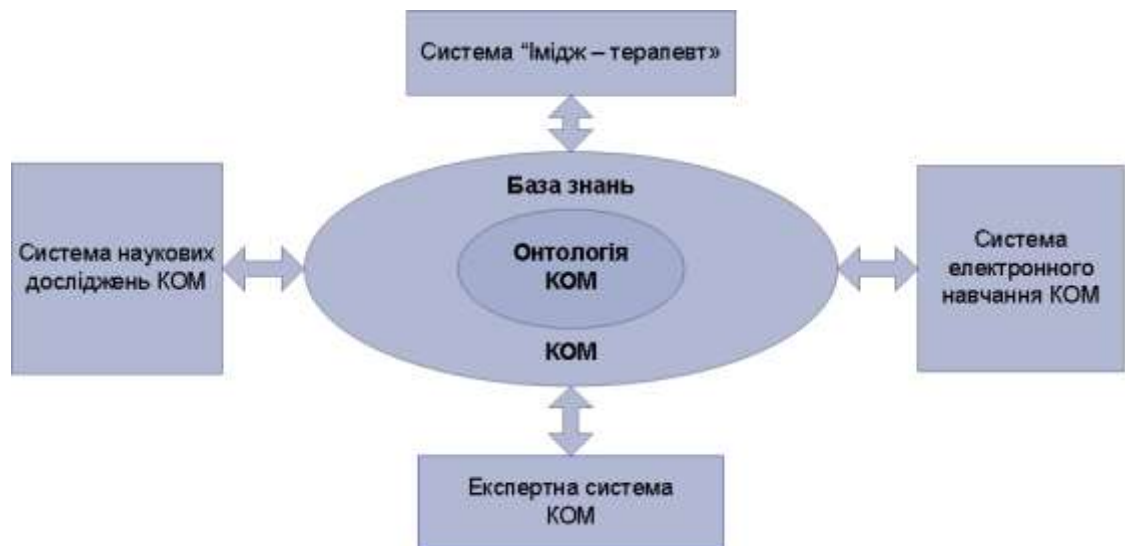 Система “Імідж – терапевт»
База знань
Онтологія
КОМ
КОМ
Система наукових
досліджень КОМ
Система
електронного
навчання КОМ
Експертна система
КОМ